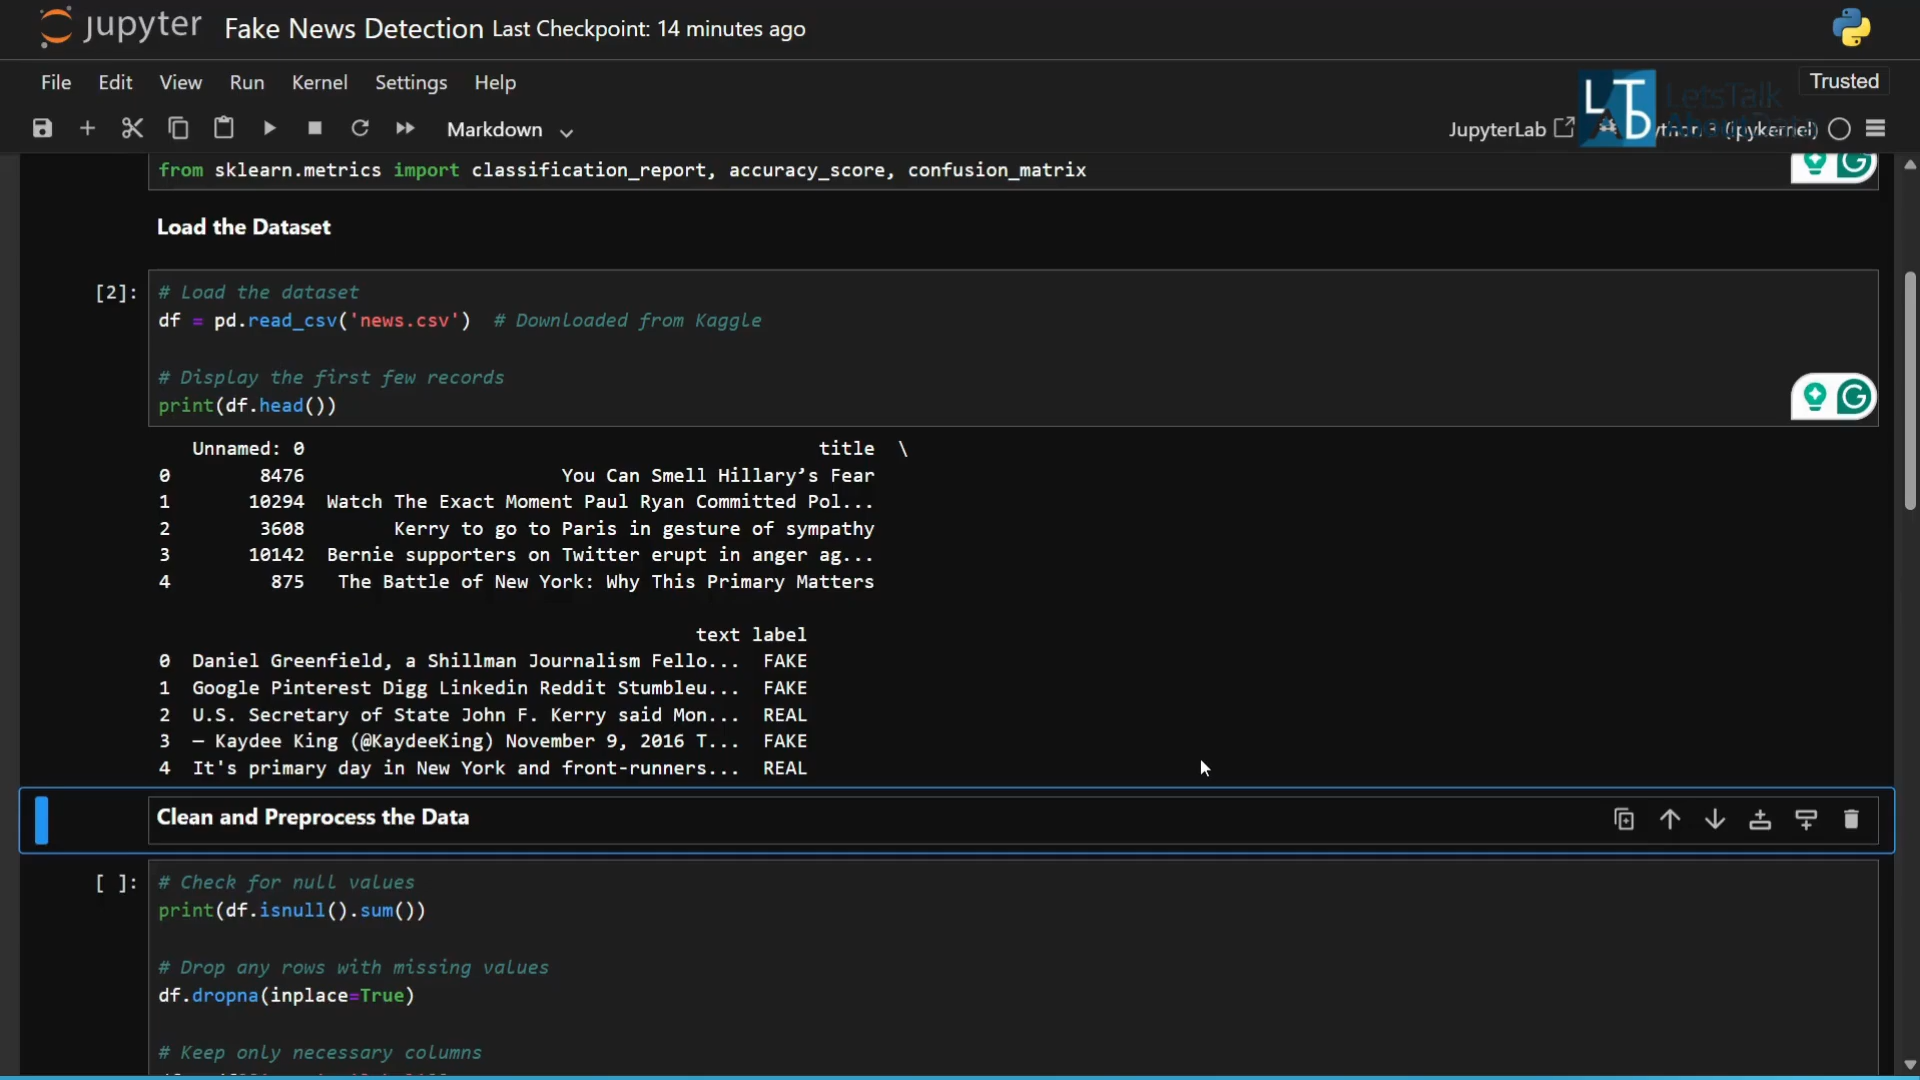 jupyter Fake News Detection Last Checkpoint: 14 minutes ago
File Edit View Run Kernel Settings Help
Trusted
LT
D
LetsTalk
Markdown
JupyterLab
(ipykernel)
from sklearn.metrics import classification_report, accuracy_score, confusion_matrix
Load the Dataset
[2]:
# Load the dataset
df = pd.read_csv('news.csv')  # Downloaded from Kaggle
# Display the first few records
print(df.head())
Unnamed: 0 title \
0 8476 You Can Smell Hillary’s Fear
1 10294 Watch The Exact Moment Paul Ryan Committed Pol...
2 3608 Kerry to go to Paris in gesture of sympathy
3 10142 Bernie supporters on Twitter erupt in anger ag...
4 875 The Battle of New York: Why This Primary Matters
text label
0 Daniel Greenfield, a Shillman Journalism Fello... FAKE
1 Google Pinterest Digg Linkedin Reddit Stumbleu... FAKE
2 U.S. Secretary of State John F. Kerry said Mon... REAL
3 — Kaydee King (@KaydeeKing) November 9, 2016 T... FAKE
4 It's primary day in New York and front-runners... REAL
Clean and Preprocess the Data
[ ]:
# Check for null values
print(df.isnull().sum())
# Drop any rows with missing values
df.dropna(inplace=True)
# Keep only necessary columns